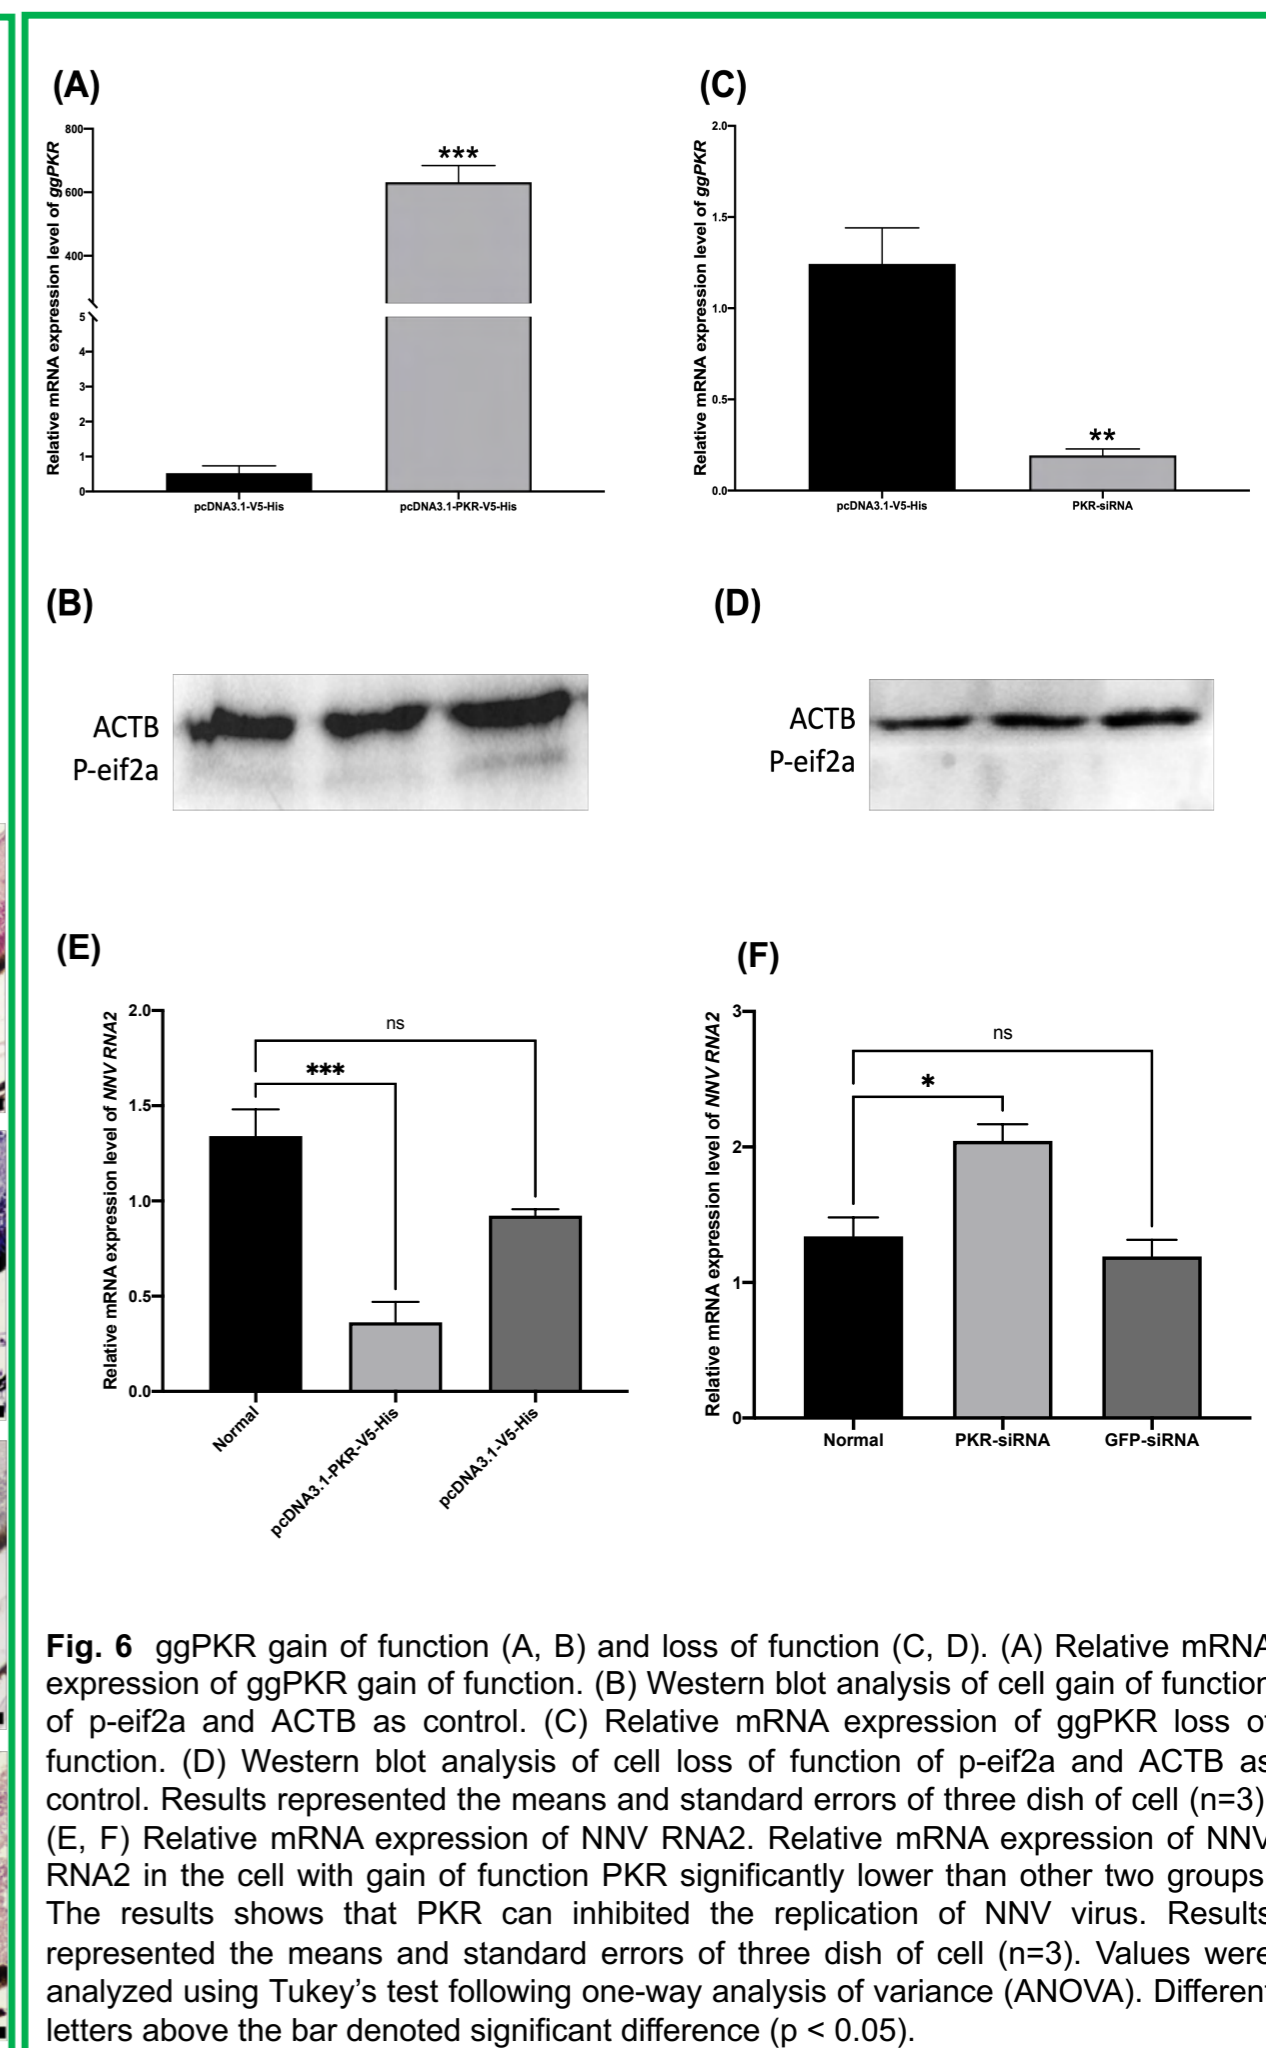 (A)
Relative mRNA expression level of ggPKR
800
600
400
5
4
3
2
1
0
***
pcDNA3.1-V5-His
pcDNA3.1-PKR-V5-His
(C)
Relative mRNA expression level of ggPKR
2.0
1.5
1.0
0.5
0.0
**
pcDNA3.1-V5-His
PKR-siRNA
(B)
ACTB
P-eif2a
(D)
ACTB
P-eif2a
(E)
Relative mRNA expression level of NNV RNA2
2.0
1.5
1.0
0.5
0.0
ns
***
Normal
pcDNA3.1-PKR-V5-His
pcDNA3.1-V5-His
(F)
Relative mRNA expression level of NNV RNA2
3
2
1
0
ns
*
Normal
PKR-siRNA
GFP-siRNA
Fig. 6 ggPKR gain of function (A, B) and loss of function (C, D). (A) Relative mRNA
expression of ggPKR gain of function. (B) Western blot analysis of cell gain of function
of p-eif2a and ACTB as control. (C) Relative mRNA expression of ggPKR loss of
function. (D) Western blot analysis of cell loss of function of p-eif2a and ACTB as
control. Results represented the means and standard errors of three dish of cell (n=3)
(E, F) Relative mRNA expression of NNV RNA2. Relative mRNA expression of NNV
RNA2 in the cell with gain of function PKR significantly lower than other two groups
The results shows that PKR can inhibited the replication of NNV virus. Results
represented the means and standard errors of three dish of cell (n=3). Values were
analyzed using Tukey’s test following one-way analysis of variance (ANOVA). Different
letters above the bar denoted significant difference (p < 0.05).